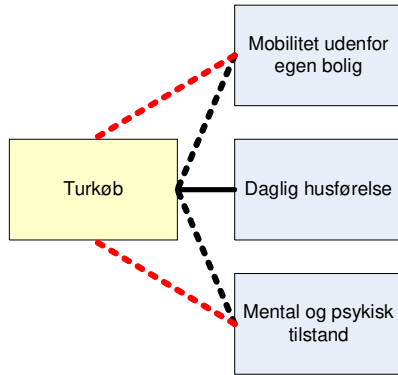 Mobilitet udenfor
egen bolig
Turkøb
Daglig husførelse
Mental og psykisk
tilstand